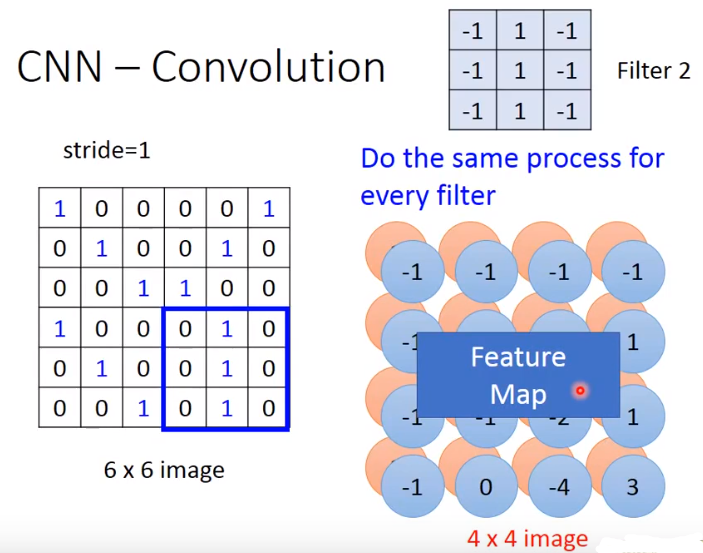 CNN – Convolution
-1 1 -1
-1 1 -1
-1 1 -1
Filter 2
stride=1
Do the same process for
every filter
1 0 0 0 0 1
0 1 0 0 1 0
0 0 1 1 0 0
1 0 0 0 1 0
0 1 0 0 1 0
0 0 1 0 1 0
6 x 6 image
-1 -1 -1 -1
1
Feature
Map
-1 -1 -2 1
-1 0 -4 3
4 x 4 image